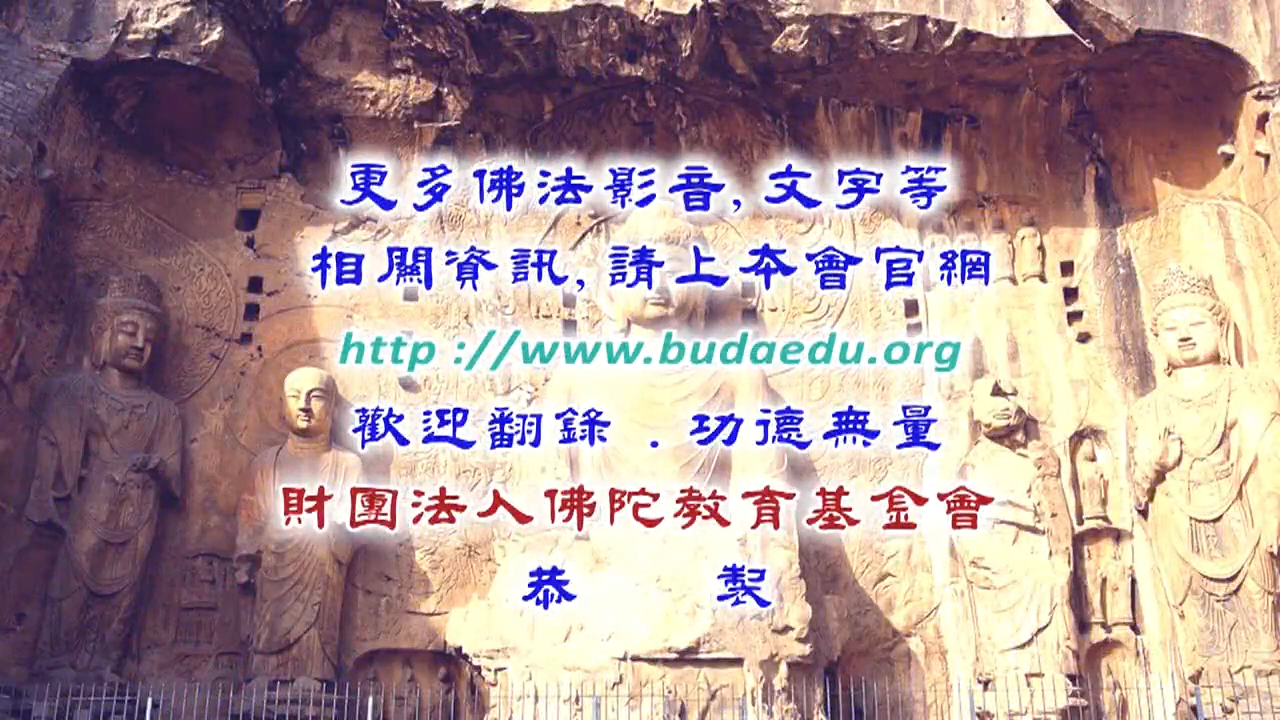 更多佛法影音,文字等
相關資訊,請上本會官網
http ://www.budaedu.org
歡迎翻錄 . 功德無量
財團法人佛陀教育基金會
恭 製